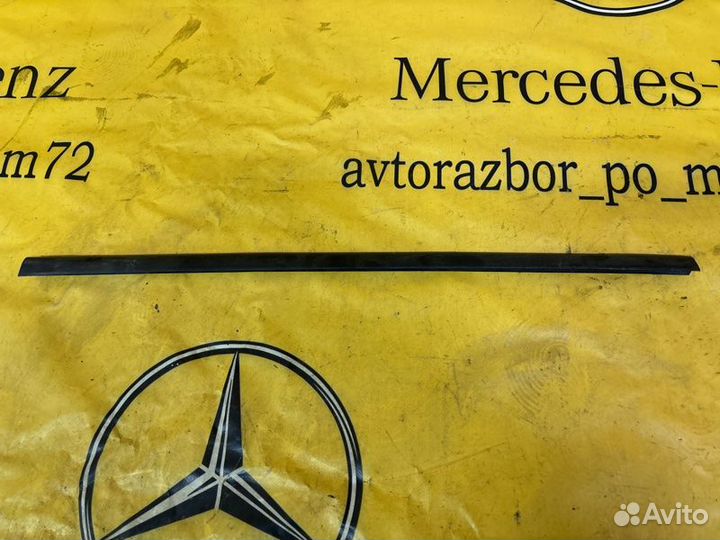 enz
Mercedes-
m72
avtorazbor_po_m
Avito